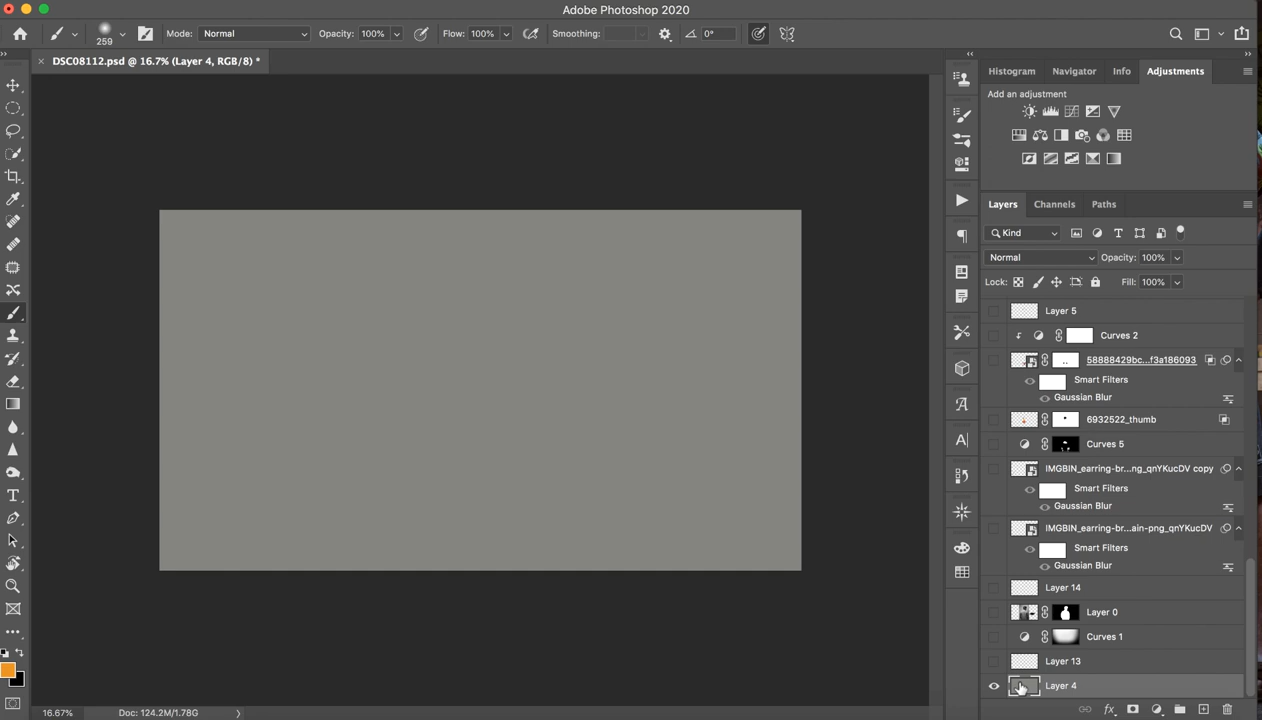 Adobe Photoshop 2020
259
Mode: Normal Opacity: 100% Flow: 100% Smoothing: 0°
× DSC08112.psd @ 16.7% (Layer 4, RGB/8) *
Histogram Navigator Info Adjustments
Add an adjustment
Layers Channels Paths
Kind
Normal Opacity: 100%
Lock: Fill: 100%
Layer 5
Curves 2
58888429bc...f3a186093
Smart Filters
Gaussian Blur
6932522_thumb
Curves 5
IMGBIN_earring-br...ng_qnYKucDV copy
Smart Filters
Gaussian Blur
IMGBIN_earring-br...ain-png_qnYKucDV
Smart Filters
Gaussian Blur
Layer 14
Layer 0
Curves 1
Layer 13
Layer 4
16.67% Doc: 124.2M/1.78G